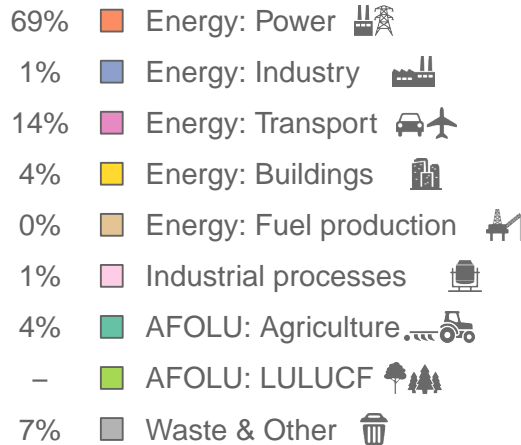 69% Energy: Power
1% Energy: Industry
14% Energy: Transport
4% Energy: Buildings
0% Energy: Fuel production
1% Industrial processes
4% AFOLU: Agriculture
– AFOLU: LULUCF
7% Waste & Other